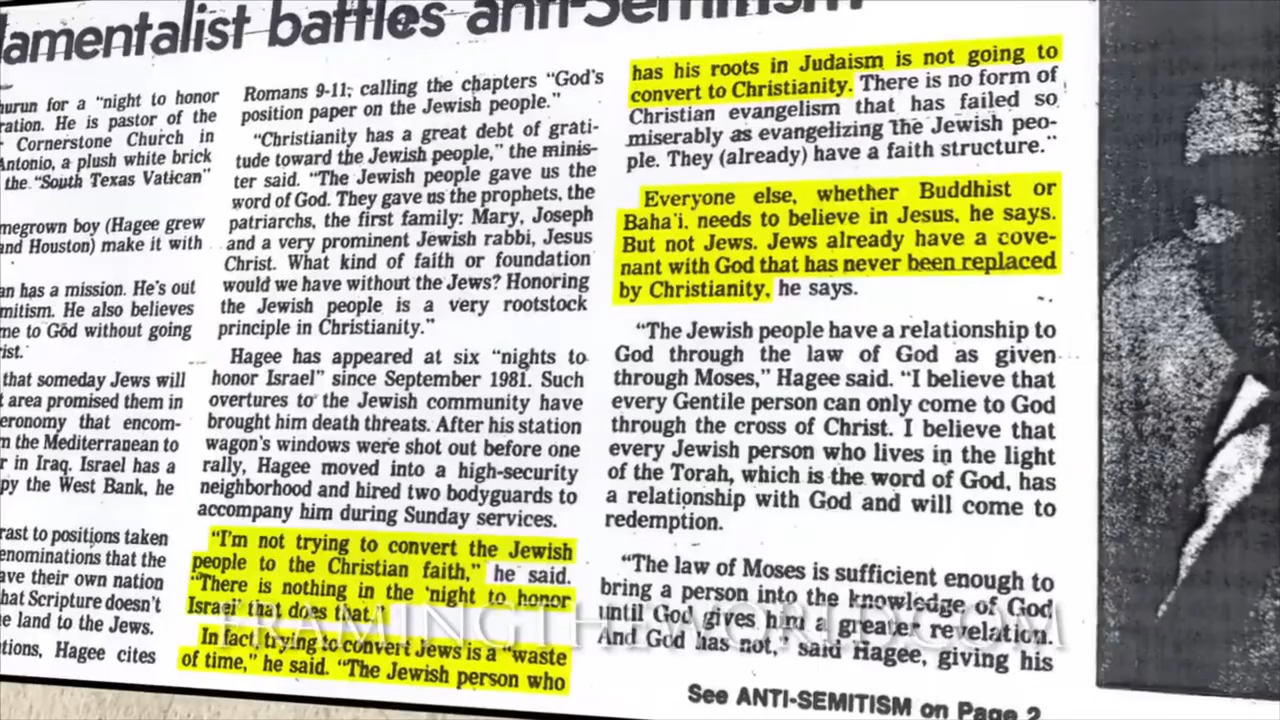 damentalist battles anti-Semitism
hurun for a "night to honor
ration. He is pastor of the
Cornerstone Church in
Antonio, a plush white brick
the "South Texas Vatican"
megrown boy (Hagee grew
and Houston) make it with
an has a mission. He's out
mitism. He also believes
me to God without going
rist.
that someday Jews will
t area promised them in
eronomy that encom-
m the Mediterranean to
r in Iraq. Israel has a
py the West Bank, he
rast to positions taken
enominations that the
ave their own nation
hat Scripture doesn't
e land to the Jews.
tions, Hagee cites
Romans 9-11, calling the chapters "God's
position paper on the Jewish people."
"Christianity has a great debt of grati-
tude toward the Jewish people," the minis-
ter said. "The Jewish people gave us the
word of God. They gave us the prophets, the
patriarchs, the first family: Mary, Joseph
and a very prominent Jewish rabbi, Jesus
Christ. What kind of faith or foundation
would we have without the Jews? Honoring
the Jewish people is a very rootstock
principle in Christianity."
Hagee has appeared at six "nights to
honor Israel" since September 1981. Such
overtures to the Jewish community have
brought him death threats. After his station
wagon's windows were shot out before one
rally, Hagee moved into a high-security
neighborhood and hired two bodyguards to
accompany him during Sunday services.
"I'm not trying to convert the Jewish
people to the Christian faith," he said.
"There is nothing in the 'night to honor
Israel' that does that."
In fact, trying to convert Jews is a "waste
of time," he said. "The Jewish person who
has his roots in Judaism is not going to
convert to Christianity. There is no form of
Christian evangelism that has failed so
miserably as evangelizing the Jewish peo-
ple. They (already) have a faith structure."
Everyone else, whether Buddhist or
Baha'i, needs to believe in Jesus, he says.
But not Jews. Jews already have a cove-
nant with God that has never been replaced
by Christianity, he says.
"The Jewish people have a relationship to
God through the law of God as given
through Moses," Hagee said. "I believe that
every Gentile person can only come to God
through the cross of Christ. I believe that
every Jewish person who lives in the light
of the Torah, which is the word of God, has
a relationship with God and will come to
redemption.
"The law of Moses is sufficient enough to
bring a person into the knowledge of God
until God gives him a greater revelation.
And God has not," said Hagee, giving his
See ANTI-SEMITISM on Page 2
FRAMINGTHEWORLD.COM